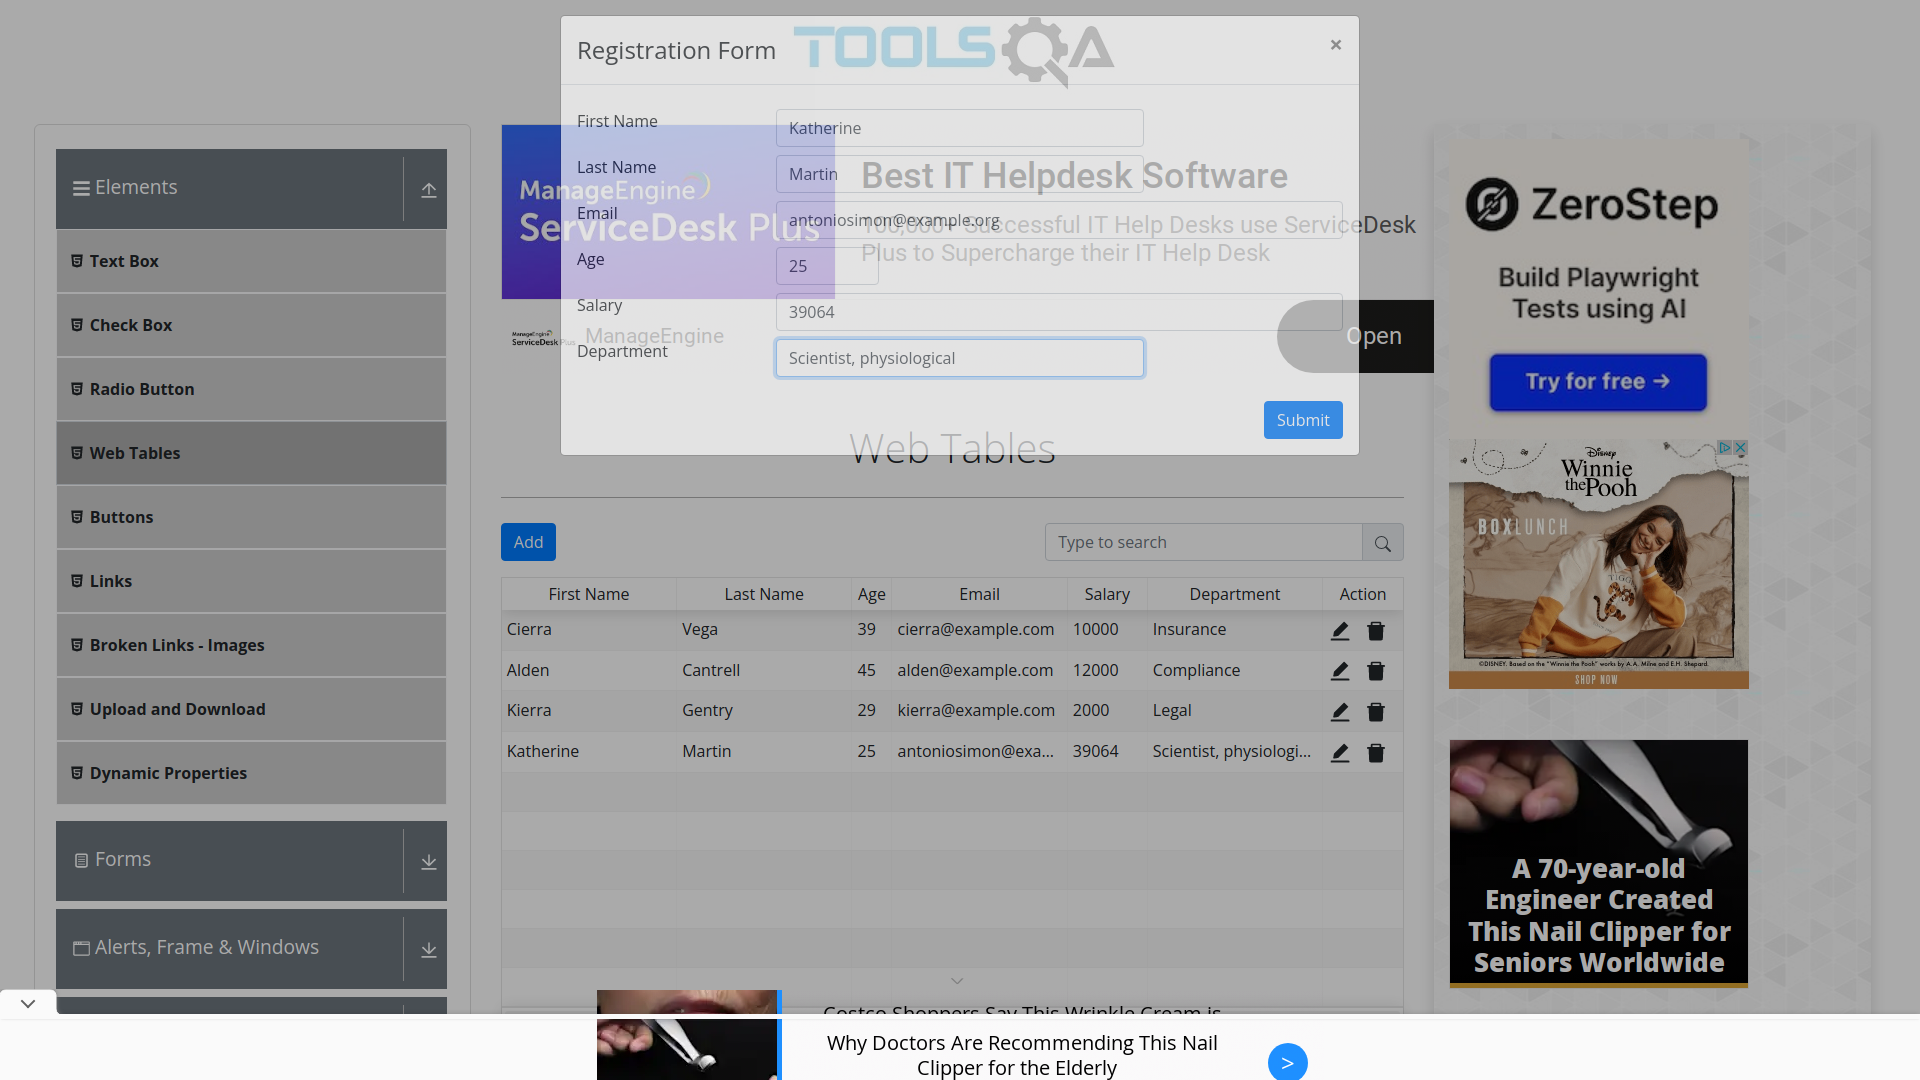 Registration Form
TOOLSQA
×
First Name
Katherine
Last Name
Martin
Email
antoniosimon@example.org
Age
25
Salary
39064
Department
Scientist, physiological
Submit
ManageEngine
ServiceDesk Plus
Best IT Helpdesk Software
100,000+ Successful IT Help Desks use ServiceDesk
Plus to Supercharge their IT Help Desk
ManageEngine
ServiceDesk Plus
ManageEngine
Open
Elements
Text Box
Check Box
Radio Button
Web Tables
Buttons
Links
Broken Links - Images
Upload and Download
Dynamic Properties
Forms
Alerts, Frame & Windows
Web Tables
Add
Type to search
First Name Last Name Age Email Salary Department Action
Cierra Vega 39 cierra@example.com 10000 Insurance
Alden Cantrell 45 alden@example.com 12000 Compliance
Kierra Gentry 29 kierra@example.com 2000 Legal
Katherine Martin 25 antoniosimon@exa... 39064 Scientist, physiologi...
ZeroStep
Build Playwright
Tests using AI
Try for free →
Disney
Winnie
the Pooh
BOXLUNCH
©DISNEY. Based on the "Winnie the Pooh" works by A.A. Milne and E.H. Shepard.
SHOP NOW
A 70-year-old
Engineer Created
This Nail Clipper for
Seniors Worldwide
Costco Shoppers Say This Wrinkle Cream is
Why Doctors Are Recommending This Nail
Clipper for the Elderly
>